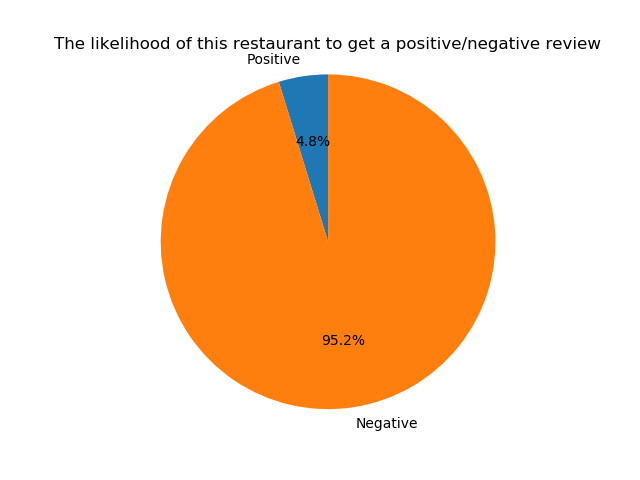 The likelihood of this restaurant to get a positive/negative review
Positive
4.8%
95.2%
Negative